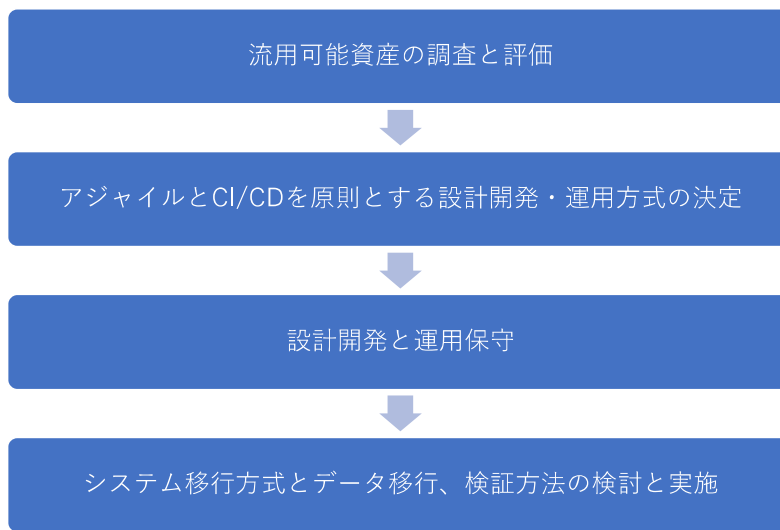 流用可能資産の調査と評価
アジャイルとCI/CDを原則とする設計開発・運用方式の決定
設計開発と運用保守
システム移行方式とデータ移行、検証方法の検討と実施